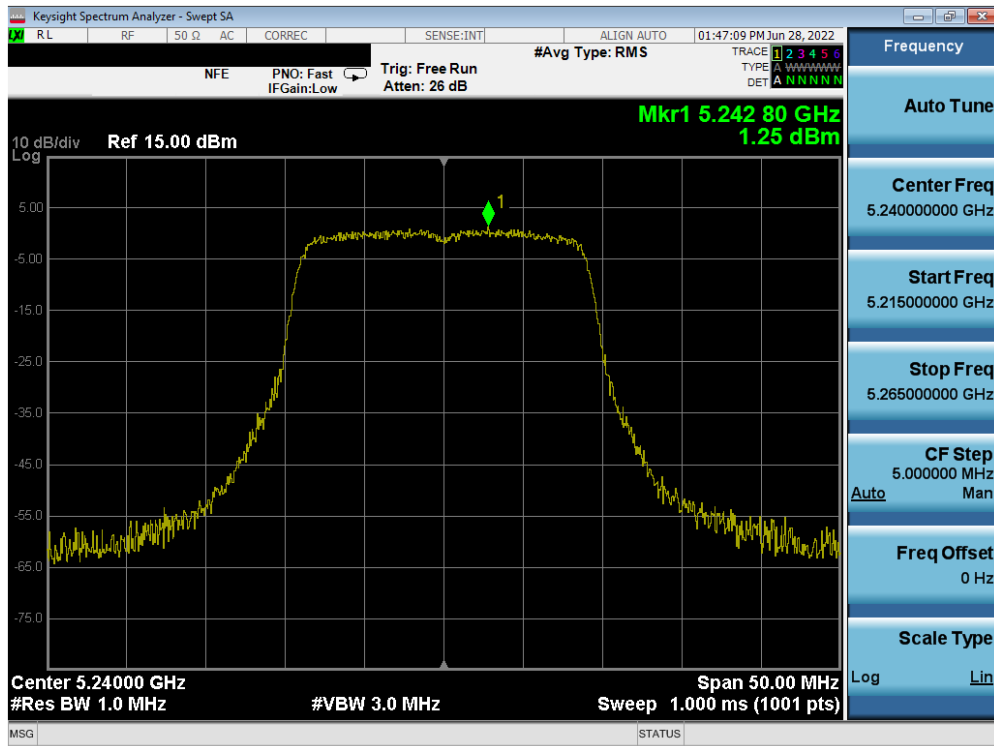 Keysight Spectrum Analyzer - Swept SA
LXI RL RF 50 Ω AC CORREC SENSE:INT ALIGN AUTO 01:47:09 PM Jun 28, 2022
NFE PNO: Fast Trig: Free Run #Avg Type: RMS TRACE 1 2 3 4 5 6
IFGain:Low Atten: 26 dB TYPE A WWWWW
DET A N N N N N
Mkr1 5.242 80 GHz
1.25 dBm
10 dB/div Ref 15.00 dBm
Log
1
5.00
-5.00
-15.0
-25.0
-35.0
-45.0
-55.0
-65.0
-75.0
Center 5.24000 GHz Span 50.00 MHz
#Res BW 1.0 MHz #VBW 3.0 MHz Sweep 1.000 ms (1001 pts)
MSG STATUS
Frequency
Auto Tune
Center Freq
5.240000000 GHz
Start Freq
5.215000000 GHz
Stop Freq
5.265000000 GHz
CF Step
5.000000 MHz
Auto Man
Freq Offset
0 Hz
Scale Type
Log Lin